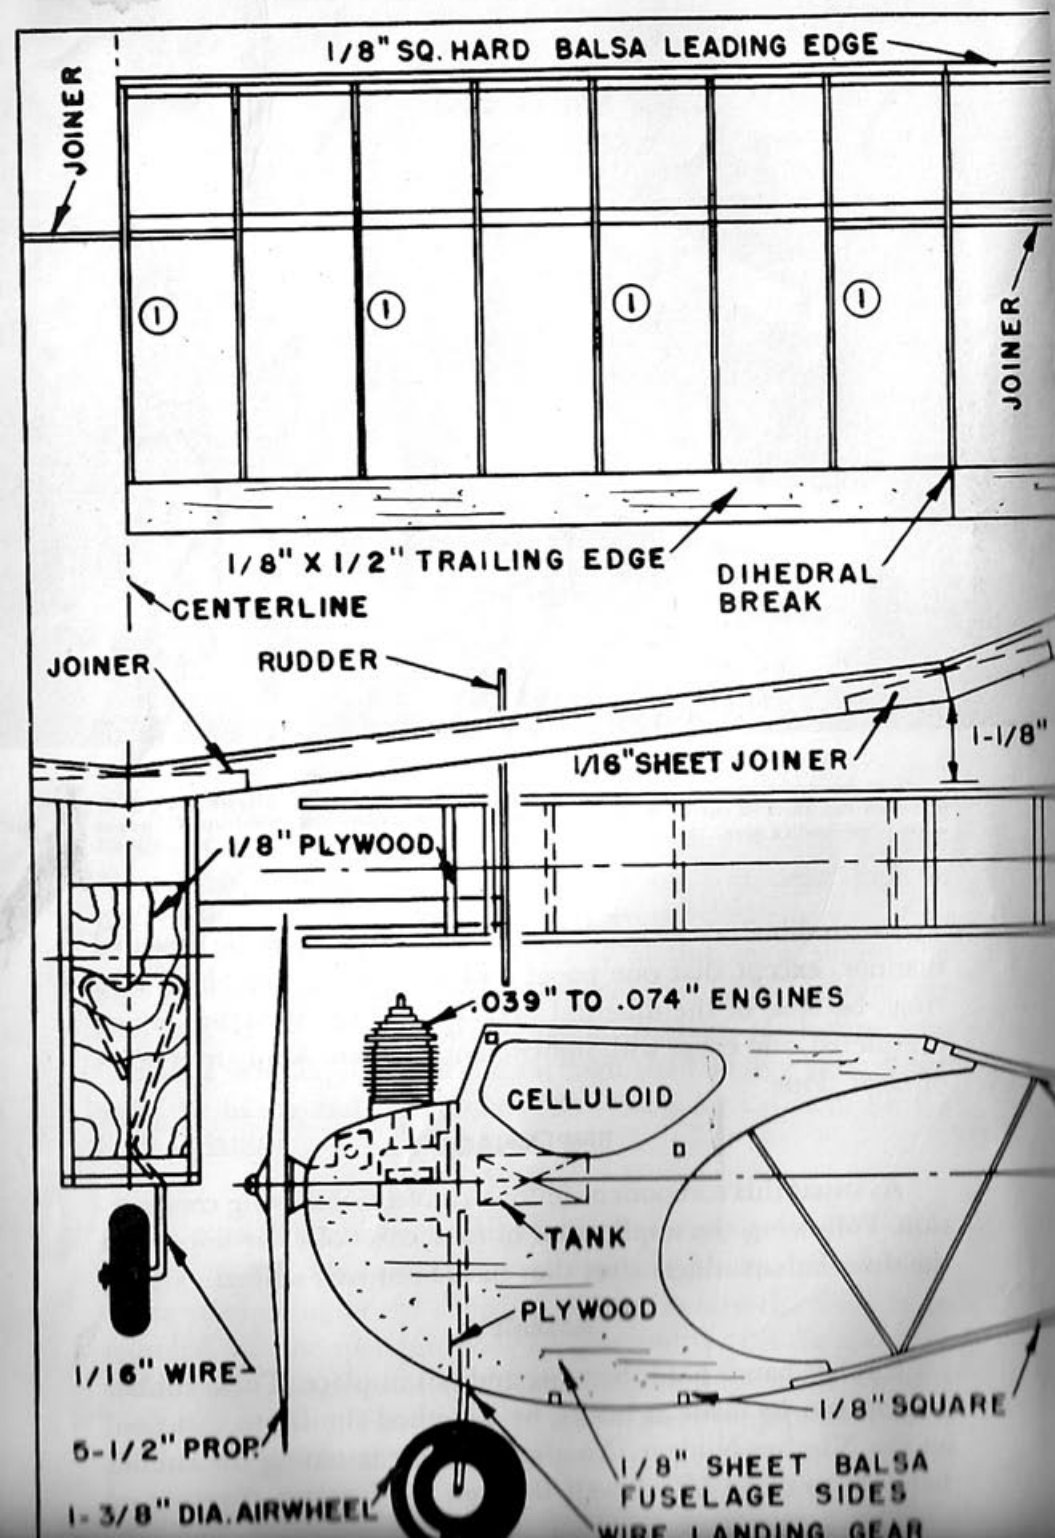 1/8" SQ. HARD BALSA LEADING EDGE
JOINER
1
1
1
1
JOINER
1/8" X 1/2" TRAILING EDGE
DIHEDRAL
BREAK
CENTERLINE
JOINER
RUDDER
1/16" SHEET JOINER
1-1/8"
1/8" PLYWOOD
.039" TO .074" ENGINES
CELLULOID
TANK
PLYWOOD
1/16" WIRE
1/8" SQUARE
5-1/2" PROP.
1/8" SHEET BALSA
FUSELAGE SIDES
1-3/8" DIA. AIRWHEEL
WIRE LANDING GEAR